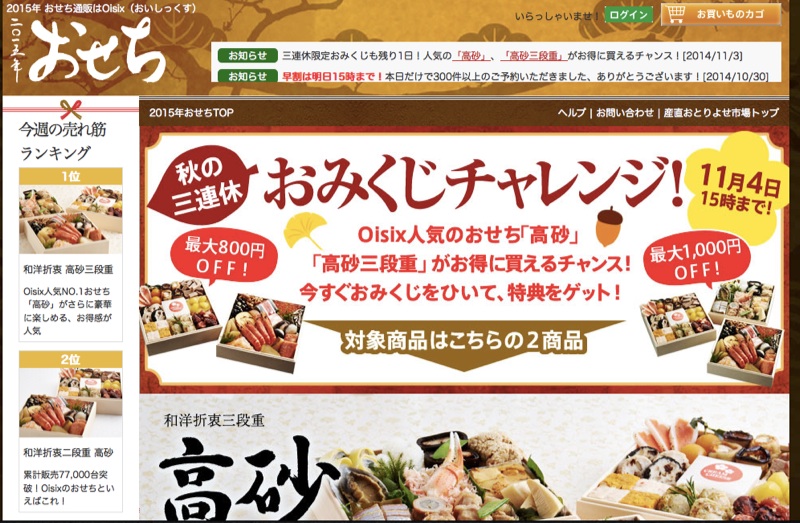 2015年 おせち通販はOisix（おいしっくす）
二〇一五年
おせち
いらっしゃいませ！
ログイン
お買いものカゴ
お知らせ 三連休限定おみくじも残り1日！人気の「高砂」、「高砂三段重」がお得に買えるチャンス！[2014/11/3]
お知らせ 早割は明日15時まで！本日だけで300件以上のご予約いただきました、ありがとうございます！[2014/10/30]
2015年おせちTOP
ヘルプ | お問い合わせ | 産直おとりよせ市場トップ
今週の売れ筋
ランキング
1位
和洋折衷 高砂三段重
Oisix人気NO.1おせち
「高砂」がさらに豪華
に楽しめる、お得感が
人気
2位
和洋折衷二段重 高砂
累計販売77,000台突
破！Oisixのおせちとい
えばこれ！
秋の
三連休
おみくじチャレンジ！
11月4日
15時まで！
Oisix人気のおせち「高砂」
「高砂三段重」がお得に買えるチャンス！
今すぐおみくじをひいて、特典をゲット！
最大800円
OFF！
最大1,000円
OFF！
対象商品はこちらの2商品
和洋折衷三段重
高砂